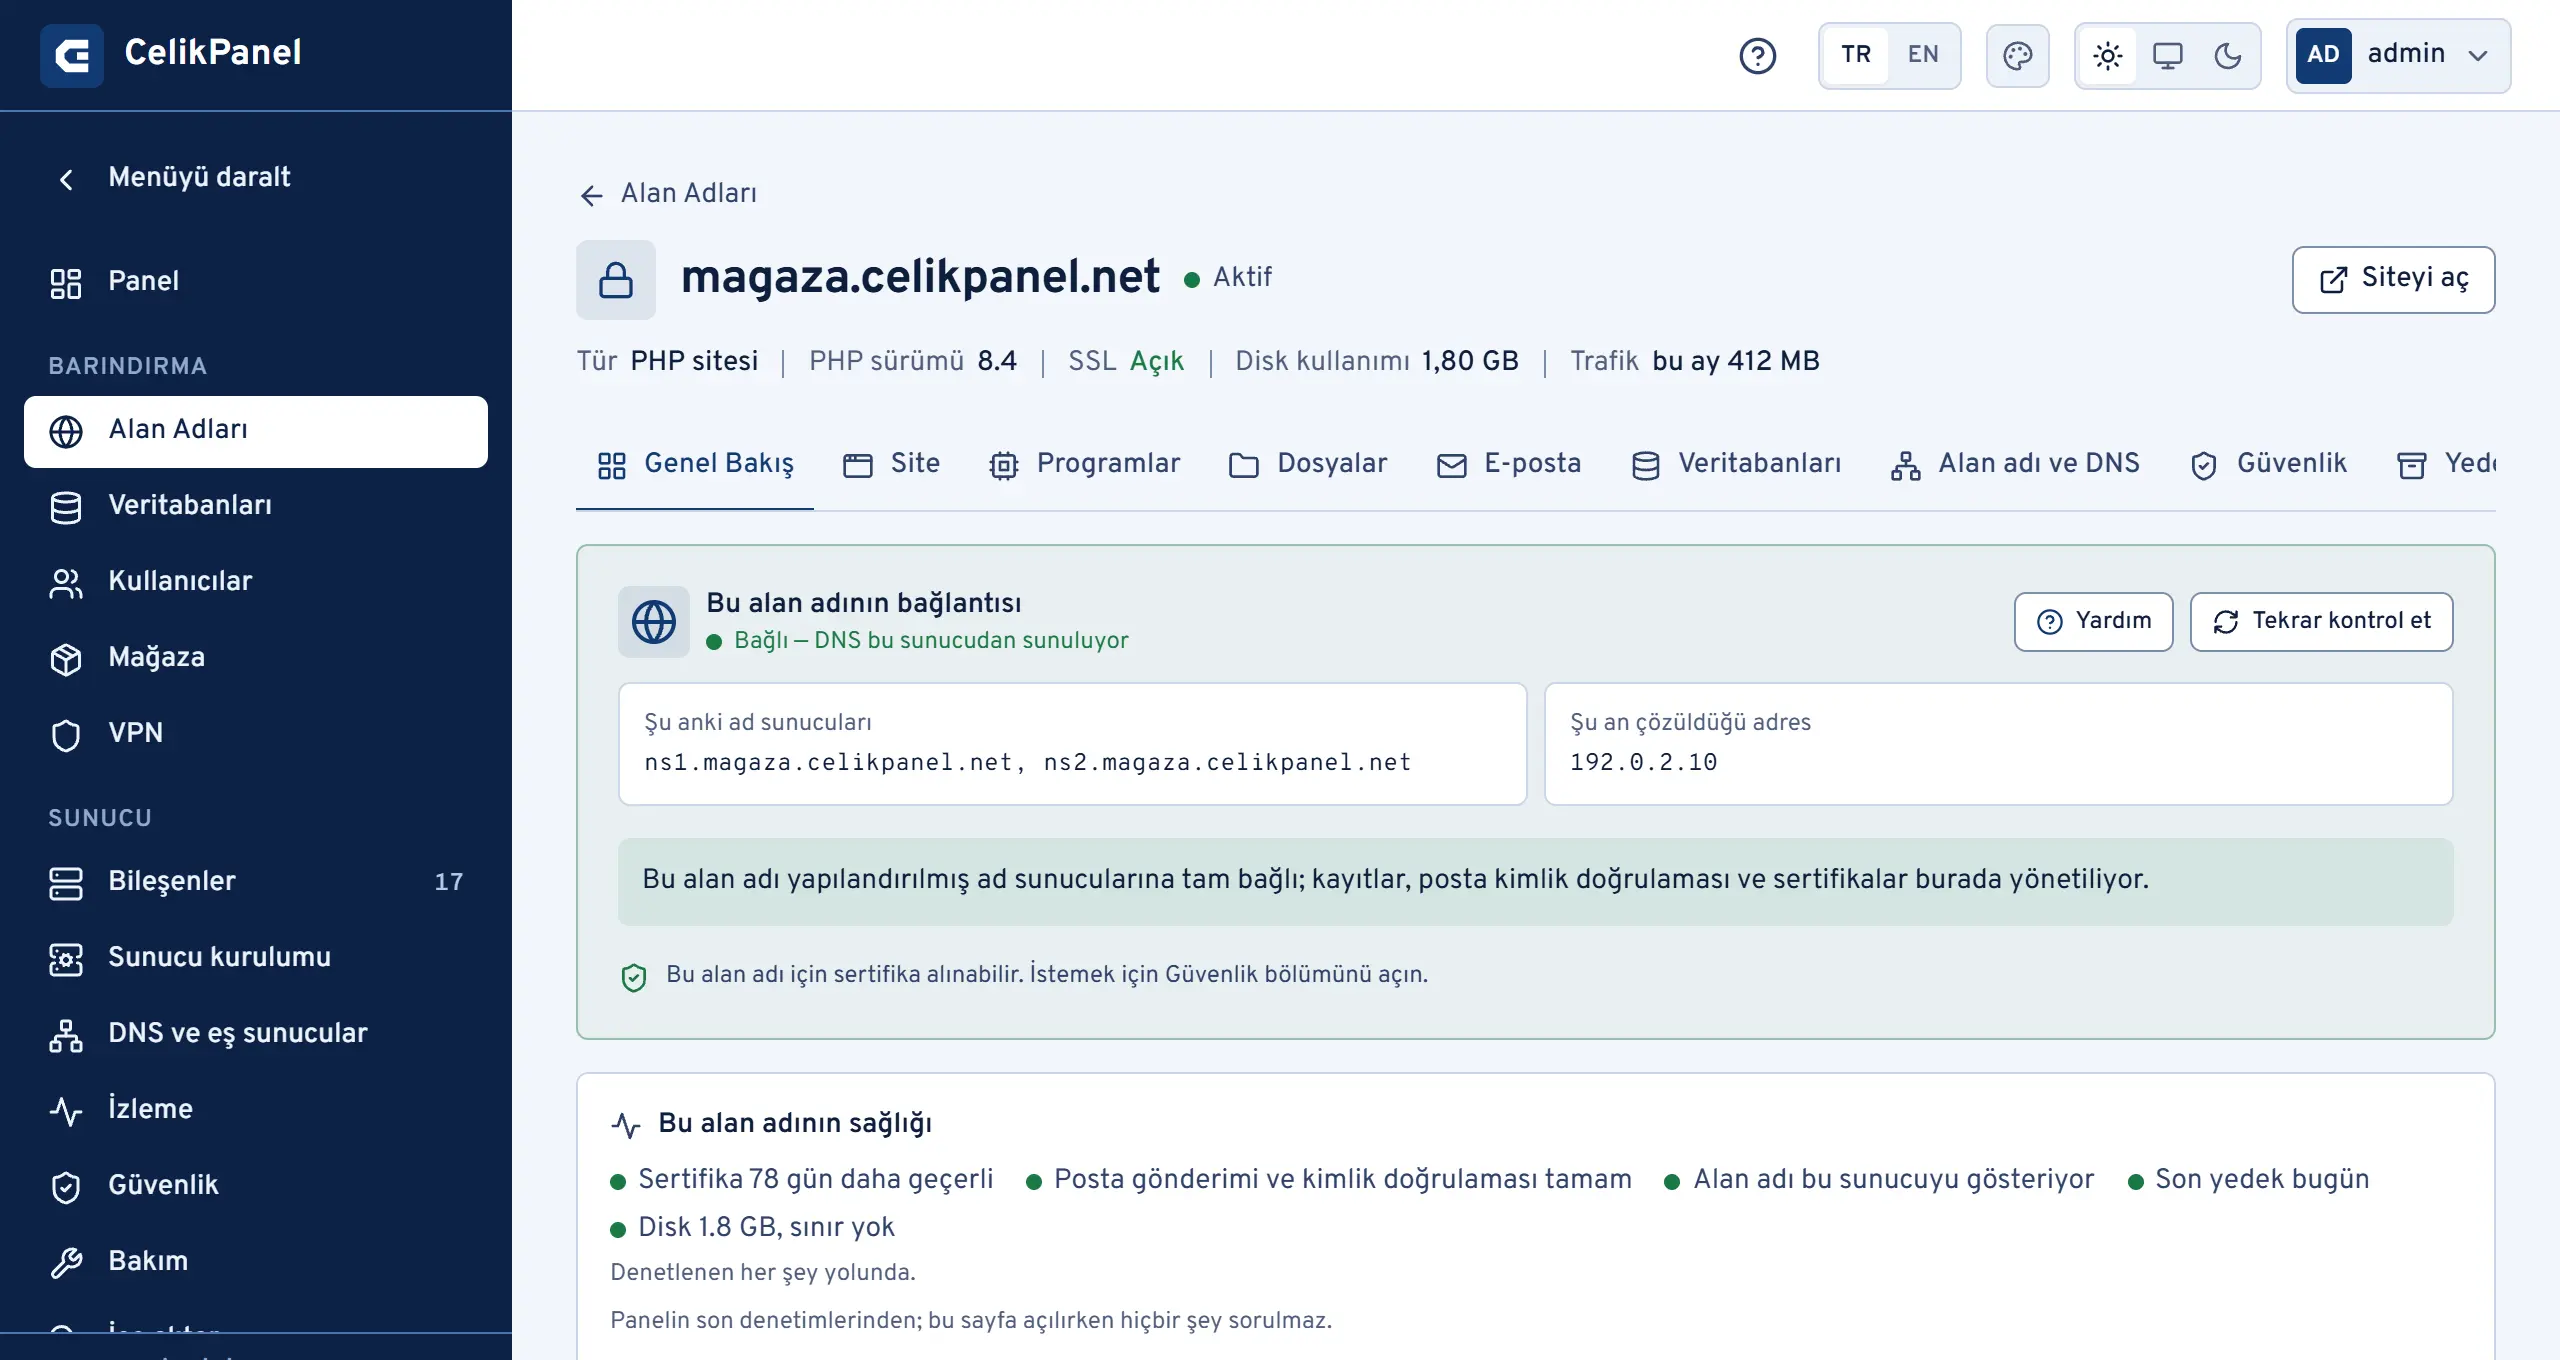 CelikPanel
TR EN AD admin
Menüyü daralt
Panel
BARINDIRMA
Alan Adları
Veritabanları
Kullanıcılar
Mağaza
VPN
SUNUCU
Bileşenler 17
Sunucu kurulumu
DNS ve eş sunucular
İzleme
Güvenlik
Bakım
Alan Adları
magaza.celikpanel.net Aktif
Siteyi aç
Tür PHP sitesi | PHP sürümü 8.4 | SSL Açık | Disk kullanımı 1,80 GB | Trafik bu ay 412 MB
Genel Bakış Site Programlar Dosyalar E-posta Veritabanları Alan adı ve DNS Güvenlik
Bu alan adının bağlantısı
Bağlı – DNS bu sunucudan sunuluyor
Yardım Tekrar kontrol et
Şu anki ad sunucuları
ns1.magaza.celikpanel.net, ns2.magaza.celikpanel.net
Şu an çözüldüğü adres
192.0.2.10
Bu alan adı yapılandırılmış ad sunucularına tam bağlı; kayıtlar, posta kimlik doğrulaması ve sertifikalar burada yönetiliyor.
Bu alan adı için sertifika alınabilir. İstemek için Güvenlik bölümünü açın.
Bu alan adının sağlığı
Sertifika 78 gün daha geçerli Posta gönderimi ve kimlik doğrulaması tamam Alan adı bu sunucuyu gösteriyor Son yedek bugün
Disk 1.8 GB, sınır yok
Denetlenen her şey yolunda.
Panelin son denetimlerinden; bu sayfa açılırken hiçbir şey sorulmaz.